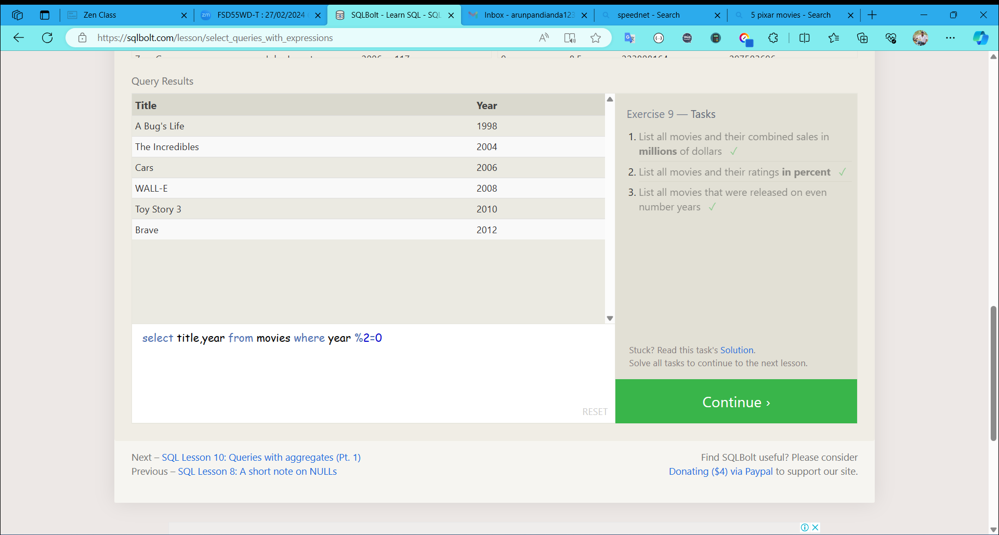 Zen Class
zm FSD55WD-T : 27/02/2024
SQLBolt - Learn SQL - SQL
Inbox - arunpandianda123
speednet - Search
5 pixar movies - Search
https://sqlbolt.com/lesson/select_queries_with_expressions
Query Results
Title Year
A Bug's Life 1998
The Incredibles 2004
Cars 2006
WALL-E 2008
Toy Story 3 2010
Brave 2012
Exercise 9 — Tasks
1. List all movies and their combined sales in
millions of dollars ✓
2. List all movies and their ratings in percent ✓
3. List all movies that were released on even
number years ✓
select title,year from movies where year %2=0
RESET
Stuck? Read this task's Solution.
Solve all tasks to continue to the next lesson.
Continue ›
Next – SQL Lesson 10: Queries with aggregates (Pt. 1)
Previous – SQL Lesson 8: A short note on NULLs
Find SQLBolt useful? Please consider
Donating ($4) via Paypal to support our site.